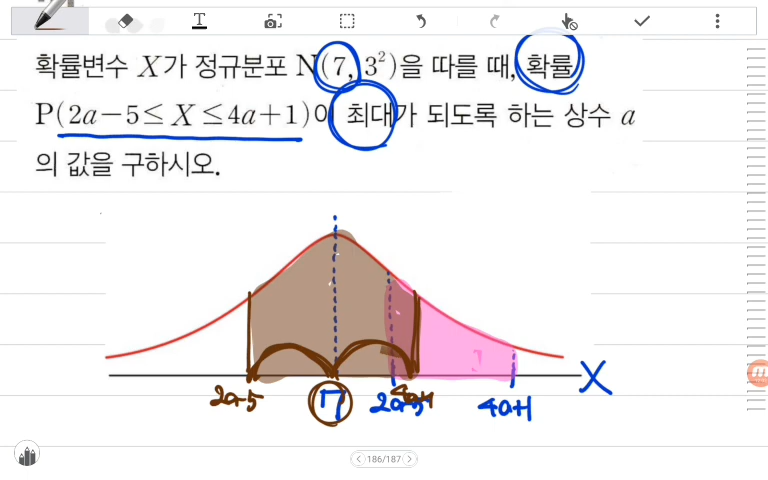 확률변수 X가 정규분포 N(7, 3²)을 따를 때, 확률
P(2a−5≤X≤4a+1)이 최대가 되도록 하는 상수 a
의 값을 구하시오.
X
2a-5 7 4a+1 4a+1
186/187